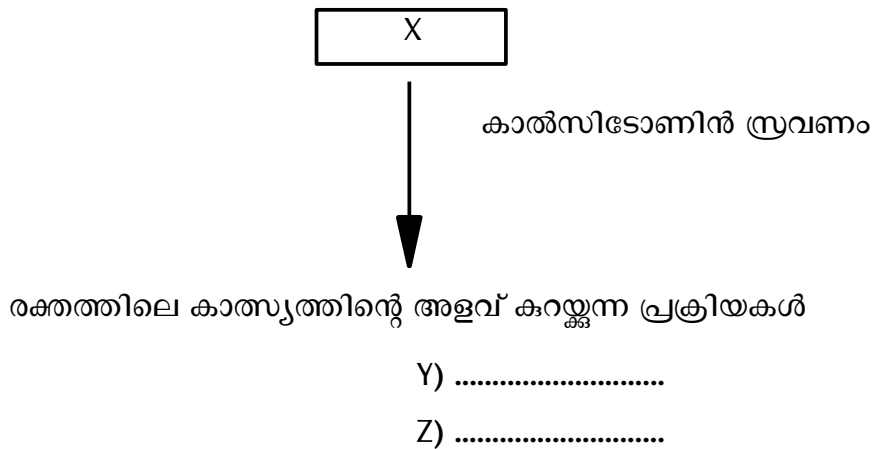 X
കാൽസിടോണിൻ സ്രവണം
രക്തത്തിലെ കാത്സ്യത്തിന്റെ അളവ് കുറയ്ക്കുന്ന പ്രക്രിയകൾ
Y) ............................
Z) ............................